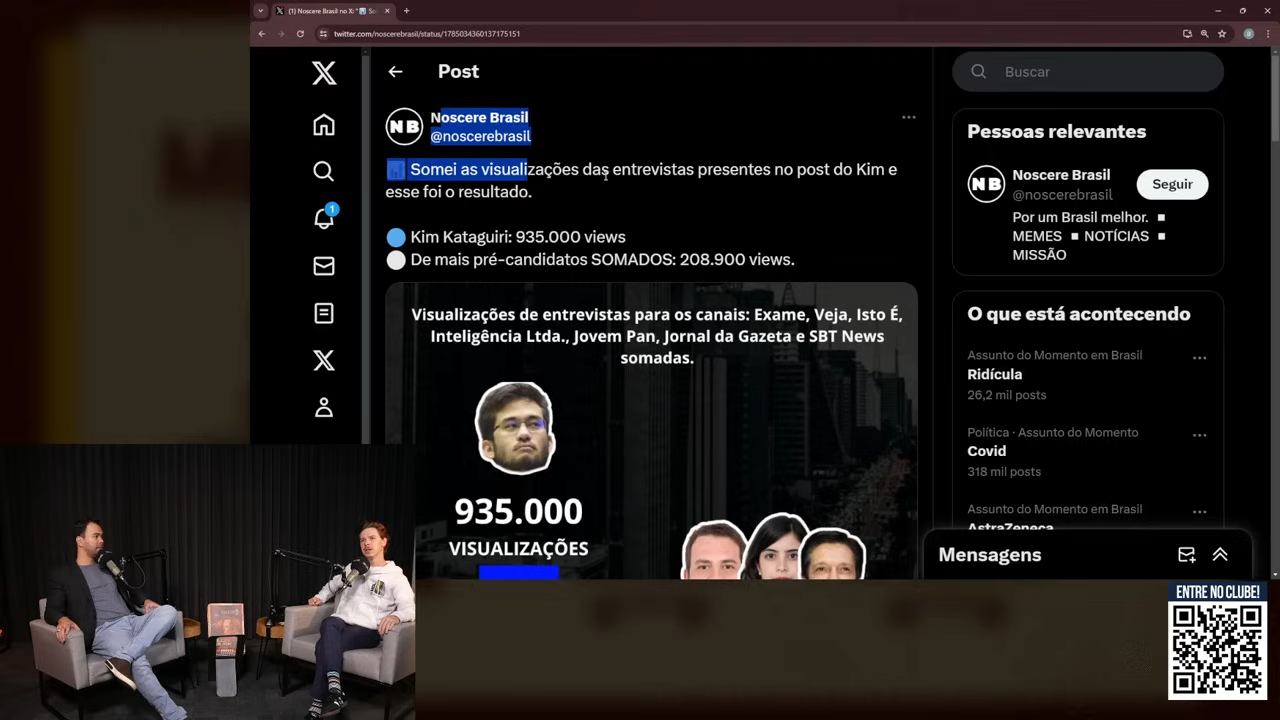 (1) Noscere Brasil no X: "
twitter.com/noscerebrasil/status/1785034360137175151
Post
Buscar
Noscere Brasil
@noscerebrasil
Somei as visualizações das entrevistas presentes no post do Kim e
esse foi o resultado.
Kim Kataguiri: 935.000 views
De mais pré-candidatos SOMADOS: 208.900 views.
Visualizações de entrevistas para os canais: Exame, Veja, Isto É,
Inteligência Ltda., Jovem Pan, Jornal da Gazeta e SBT News
somadas.
935.000
VISUALIZAÇÕES
1
NB
Pessoas relevantes
NB
Noscere Brasil
@noscerebrasil
Seguir
Por um Brasil melhor.
MEMES NOTÍCIAS
MISSÃO
O que está acontecendo
Assunto do Momento em Brasil
Ridícula
26,2 mil posts
Política · Assunto do Momento
Covid
318 mil posts
Assunto do Momento em Brasil
AstraZeneca
Mensagens
ENTRE NO CLUBE!